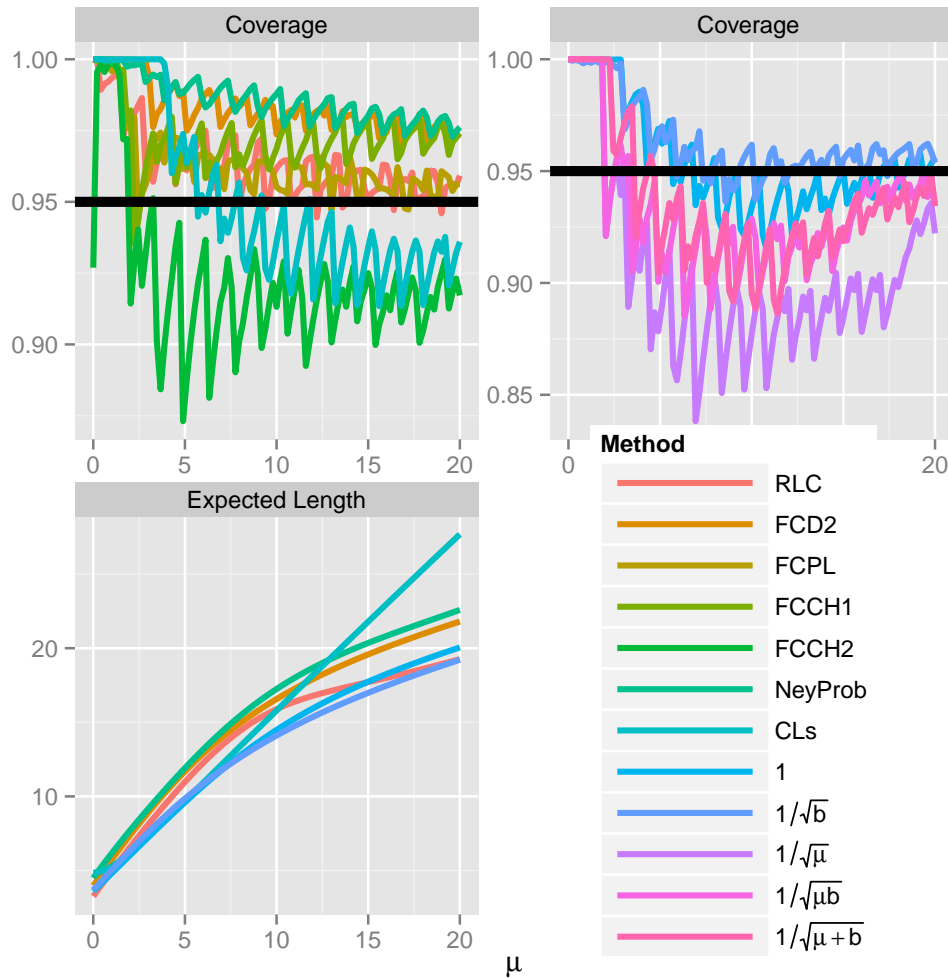 Coverage
1.00
0.95
0.90
0 5 10 15 20
Coverage
1.00
0.95
0.90
0.85
0 20
Expected Length
20
10
0 5 10 15 20
μ
Method
RLC
FCD2
FCPL
FCCH1
FCCH2
NeyProb
CLs
1
1/√b
1/√μ
1/√μb
1/√μ + b